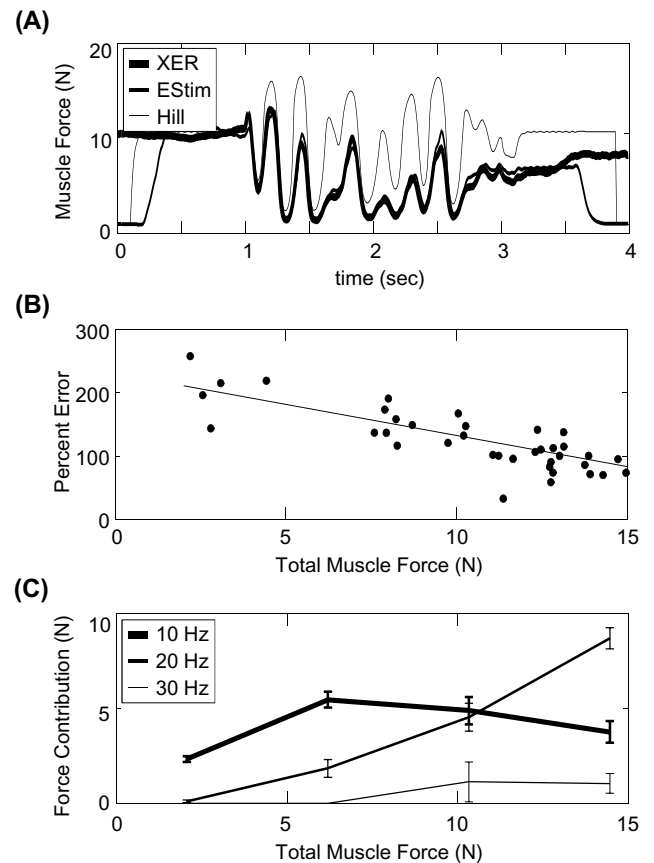 (A)
20
10
0
Muscle Force (N)
XER
EStim
Hill
0 1 2 3 4
time (sec)
(B)
300
200
100
0
Percent Error
0 5 10 15
Total Muscle Force (N)
(C)
10
5
0
Force Contribution (N)
10 Hz
20 Hz
30 Hz
0 5 10 15
Total Muscle Force (N)